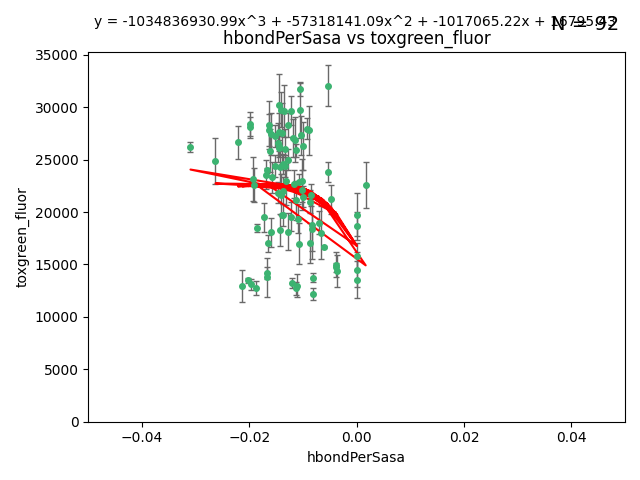 y = -1034836930.99x^3 + -57318141.09x^2 + -1017065.22x +
N = 92
hbondPerSasa vs toxgreen_fluor
35000
30000
25000
20000
15000
10000
5000
0
toxgreen_fluor
-0.04
-0.02
0.00
0.02
0.04
hbondPerSasa